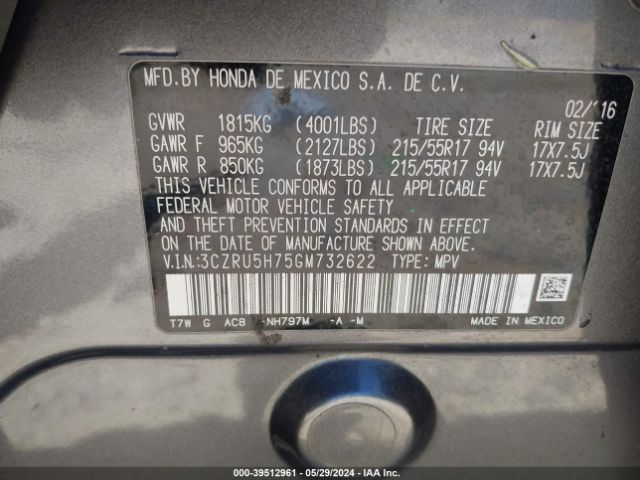 MFD.BY HONDA DE MEXICO S.A. DE C.V.
02/'16
GVWR 1815KG (4001LBS) TIRE SIZE RIM SIZE
GAWR F 965KG (2127LBS) 215/55R17 94V 17X7.5J
GAWR R 850KG (1873LBS) 215/55R17 94V 17X7.5J
THIS VEHICLE CONFORMS TO ALL APPLICABLE
FEDERAL MOTOR VEHICLE SAFETY
AND THEFT PREVENTION STANDARDS IN EFFECT ON
THE DATE OF MANUFACTURE SHOWN ABOVE.
V.I.N.:3CZRU5H75GM732622 TYPE: MPV
T7W G AC8 -NH797M -A -M MADE IN MEXICO
000-39512961 - 05/29/2024 - IAA Inc.